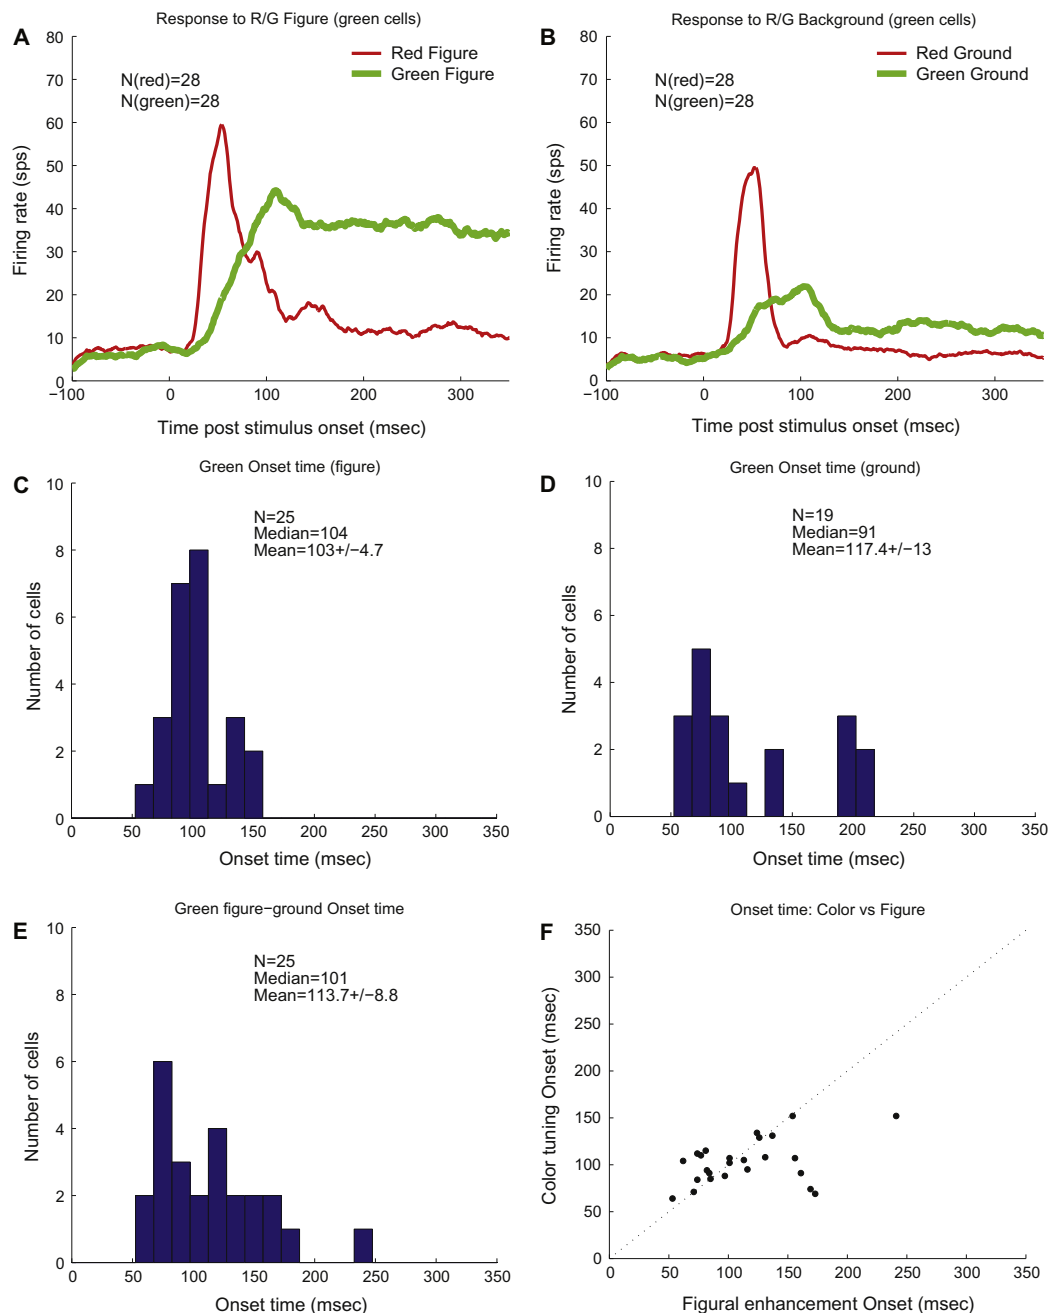 Response to R/G Figure (green cells)
A
80
70
60
50
40
30
20
10
0
Firing rate (sps)
Red Figure
Green Figure
N(red)=28
N(green)=28
−100
0
100
200
300
Time post stimulus onset (msec)
Response to R/G Background (green cells)
B
80
70
60
50
40
30
20
10
0
Firing rate (sps)
Red Ground
Green Ground
N(red)=28
N(green)=28
−100
0
100
200
300
Time post stimulus onset (msec)
Green Onset time (figure)
C
10
8
6
4
2
0
Number of cells
N=25
Median=104
Mean=103+/−4.7
0
50
100
150
200
250
300
350
Onset time (msec)
Green Onset time (ground)
D
10
8
6
4
2
0
Number of cells
N=19
Median=91
Mean=117.4+/−13
0
50
100
150
200
250
300
350
Onset time (msec)
Green figure−ground Onset time
E
10
8
6
4
2
0
Number of cells
N=25
Median=101
Mean=113.7+/−8.8
0
50
100
150
200
250
300
350
Onset time (msec)
Onset time: Color vs Figure
F
350
300
250
200
150
100
50
0
Color tuning Onset (msec)
0
50
100
150
200
250
300
350
Figural enhancement Onset (msec)